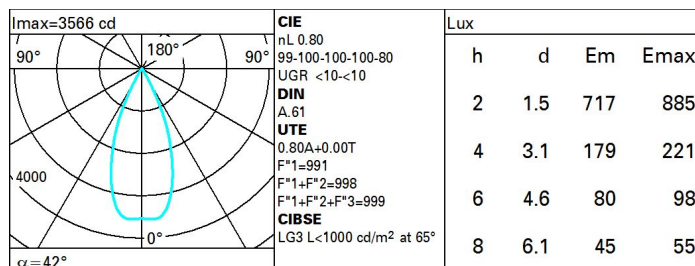 Imax=3566 cd
90°
180°
90°
4000
0°
α=42°
CIE
nL 0.80
99-100-100-100-80
UGR <10-<10
DIN
A.61
UTE
0.80A+0.00T
F"1=991
F"1+F"2=998
F"1+F"2+F"3=999
CIBSE
LG3 L<1000 cd/m² at 65°
Lux
h d Em Emax
2 1.5 717 885
4 3.1 179 221
6 4.6 80 98
8 6.1 45 55